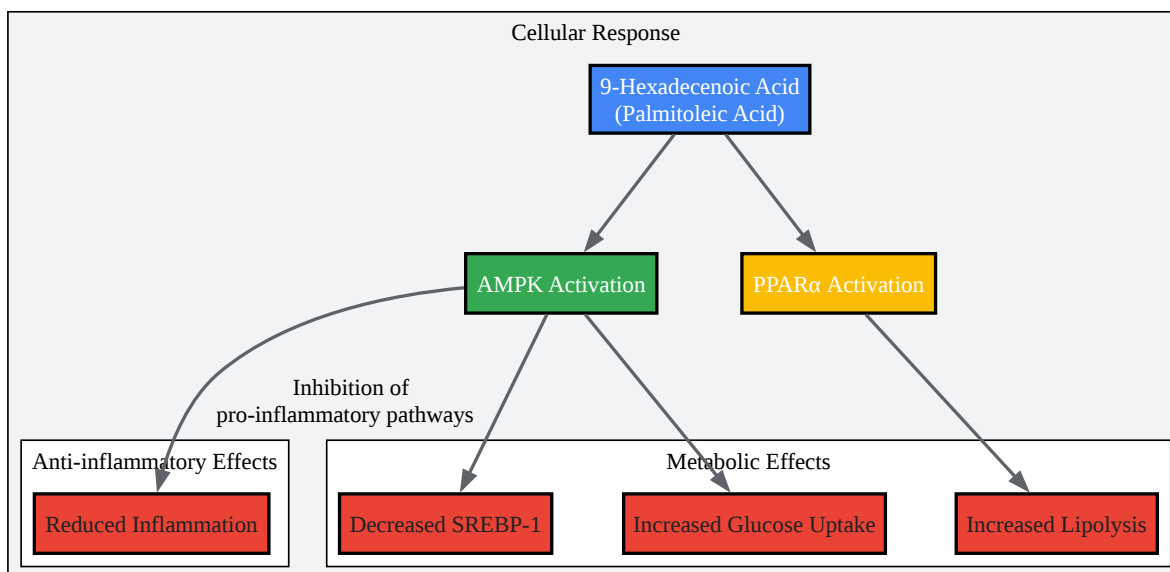 Cellular Response
9-Hexadecenoic Acid
(Palmitoleic Acid)
AMPK Activation
PPARα Activation
Inhibition of
pro-inflammatory pathways
Anti-inflammatory Effects
Metabolic Effects
Reduced Inflammation
Decreased SREBP-1
Increased Glucose Uptake
Increased Lipolysis